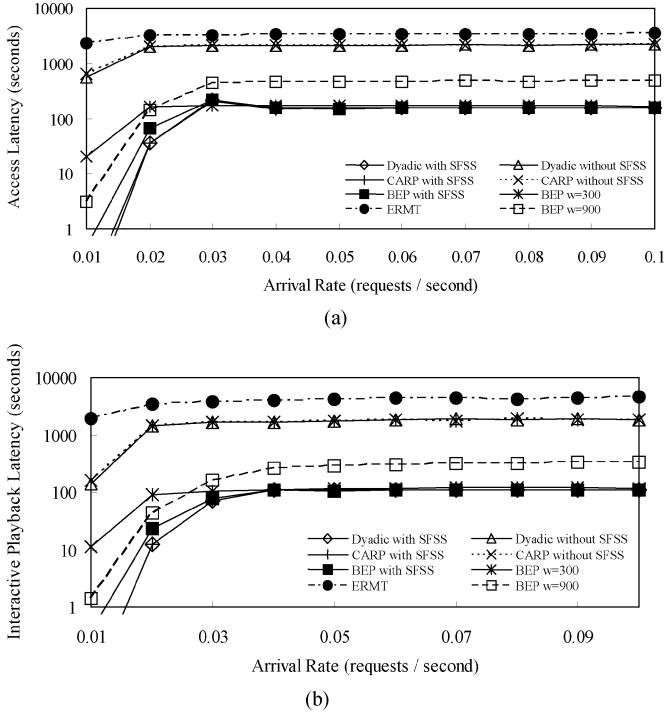 Access Latency (seconds)
10000
1000
100
10
1
Dyadic with SFSS
CARP with SFSS
BEP with SFSS
ERMT
Dyadic without SFSS
CARP without SFSS
BEP w=300
BEP w=900
0.01 0.02 0.03 0.04 0.05 0.06 0.07 0.08 0.09 0.1
Arrival Rate (requests / second)
(a)
Interactive Playback Latency (seconds)
10000
1000
100
10
1
Dyadic with SFSS
CARP with SFSS
BEP with SFSS
ERMT
Dyadic without SFSS
CARP without SFSS
BEP w=300
BEP w=900
0.01 0.03 0.05 0.07 0.09
Arrival Rate (requests / second)
(b)